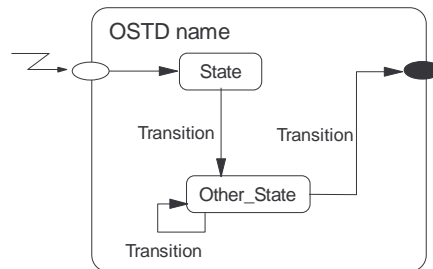 OSTD name
State
Transition
Transition
Other_State
Transition